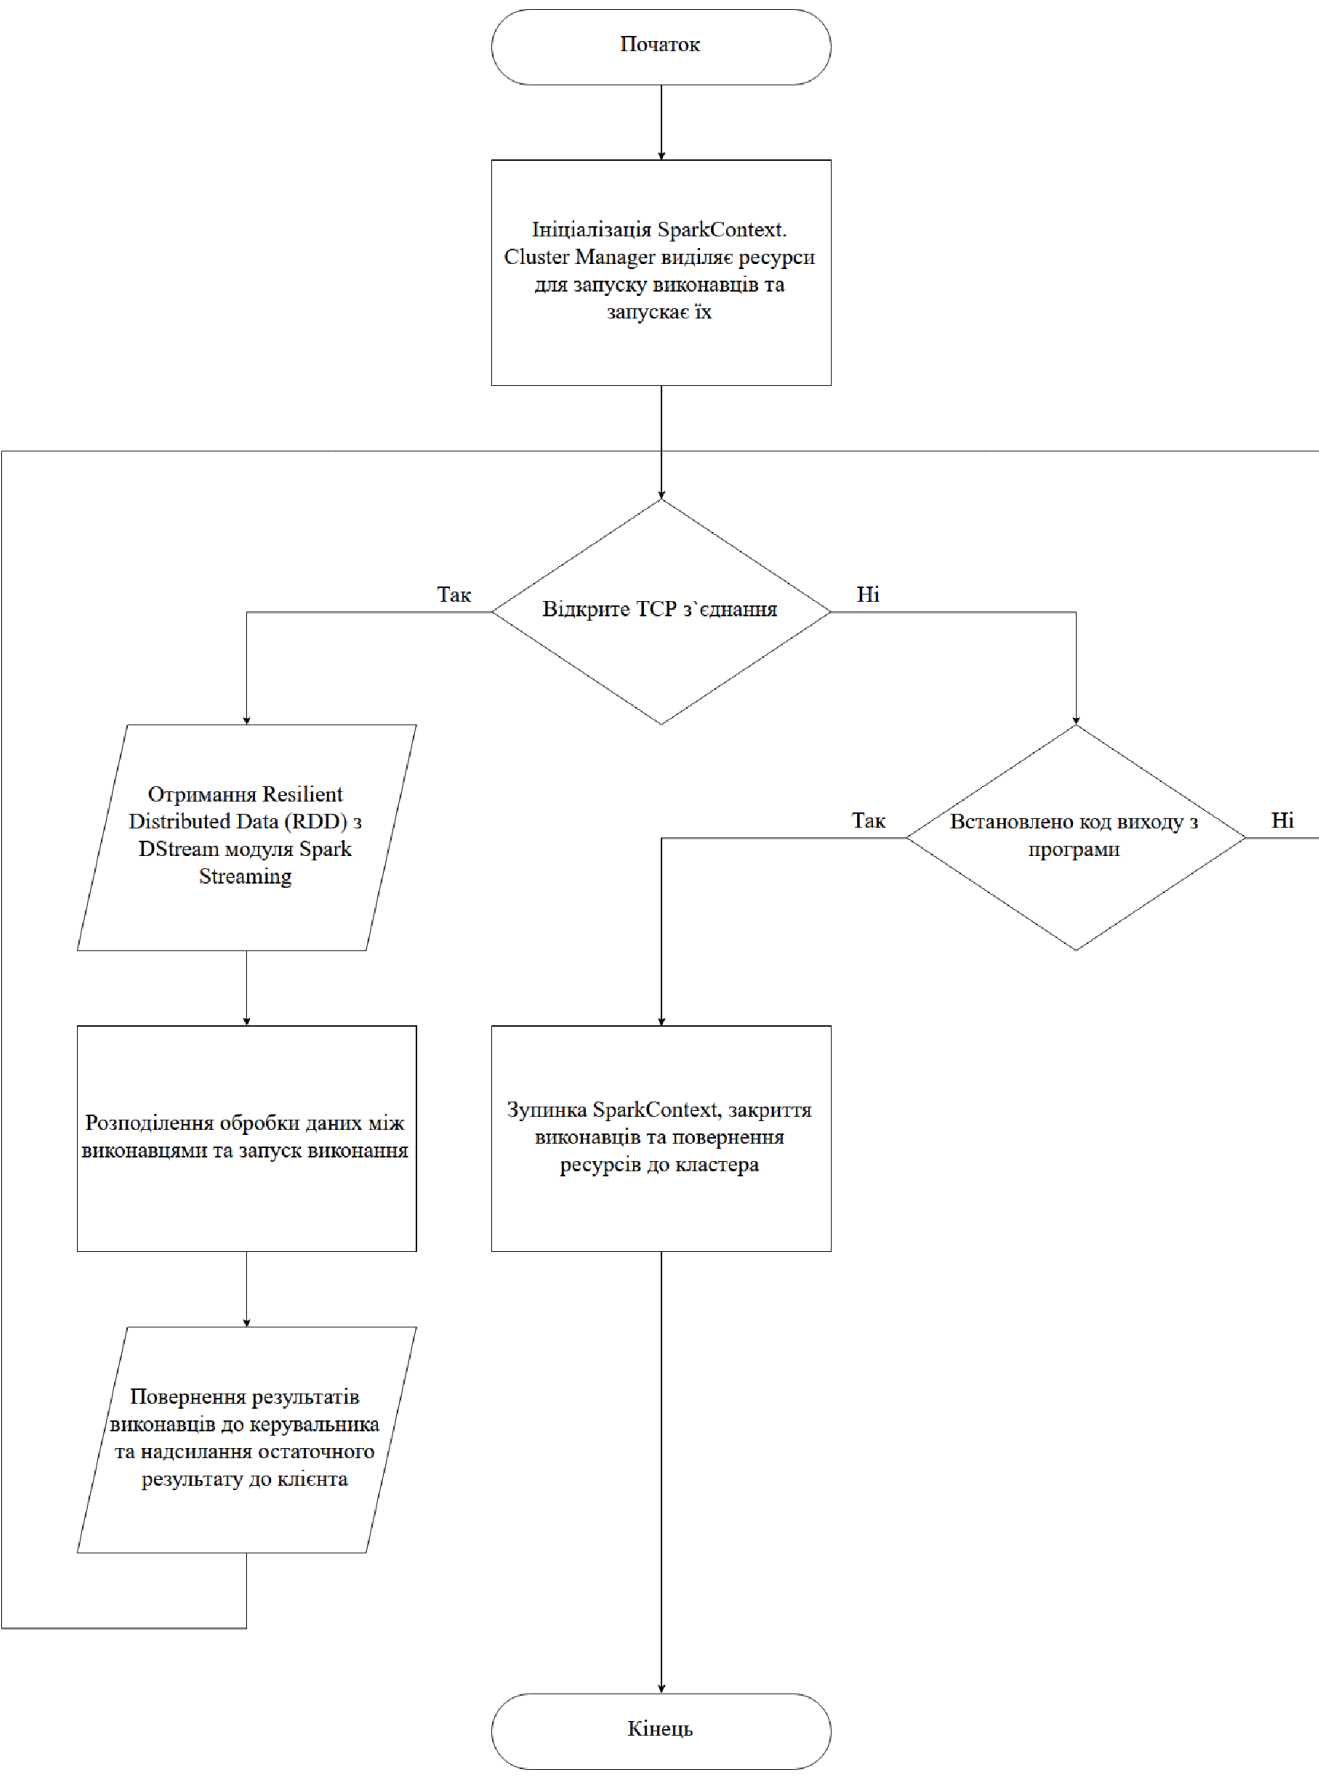 Початок
Ініціалізація SparkContext.
Cluster Manager виділяє ресурси
для запуску виконавців та
запускає їх
Відкрите TCP з`єднання
Так
Ні
Отримання Resilient
Distributed Data (RDD) з
DStream модуля Spark
Streaming
Встановлено код виходу з
програми
Так
Ні
Розподілення обробки даних між
виконавцями та запуск виконання
Зупинка SparkContext, закриття
виконавців та повернення
ресурсів до кластера
Повернення результатів
виконавців до керувальника
та надсилання остаточного
результату до клієнта
Кінець